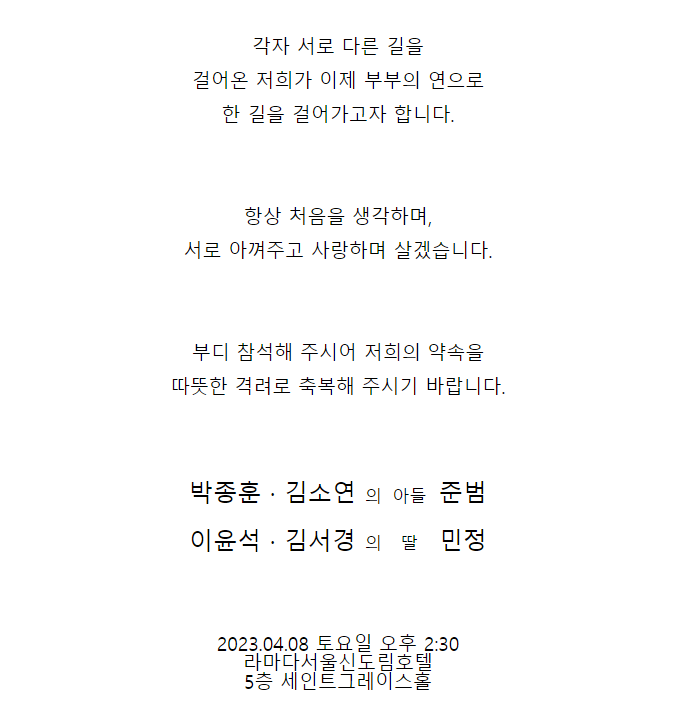 각자 서로 다른 길을
걸어온 저희가 이제 부부의 연으로
한 길을 걸어가고자 합니다.
항상 처음을 생각하며,
서로 아껴주고 사랑하며 살겠습니다.
부디 참석해 주시어 저희의 약속을
따뜻한 격려로 축복해 주시기 바랍니다.
박종훈 · 김소연 의 아들 준범
이윤석 · 김서경 의 딸 민정
2023.04.08 토요일 오후 2:30
라마다서울신도림호텔
5층 세인트그레이스홀